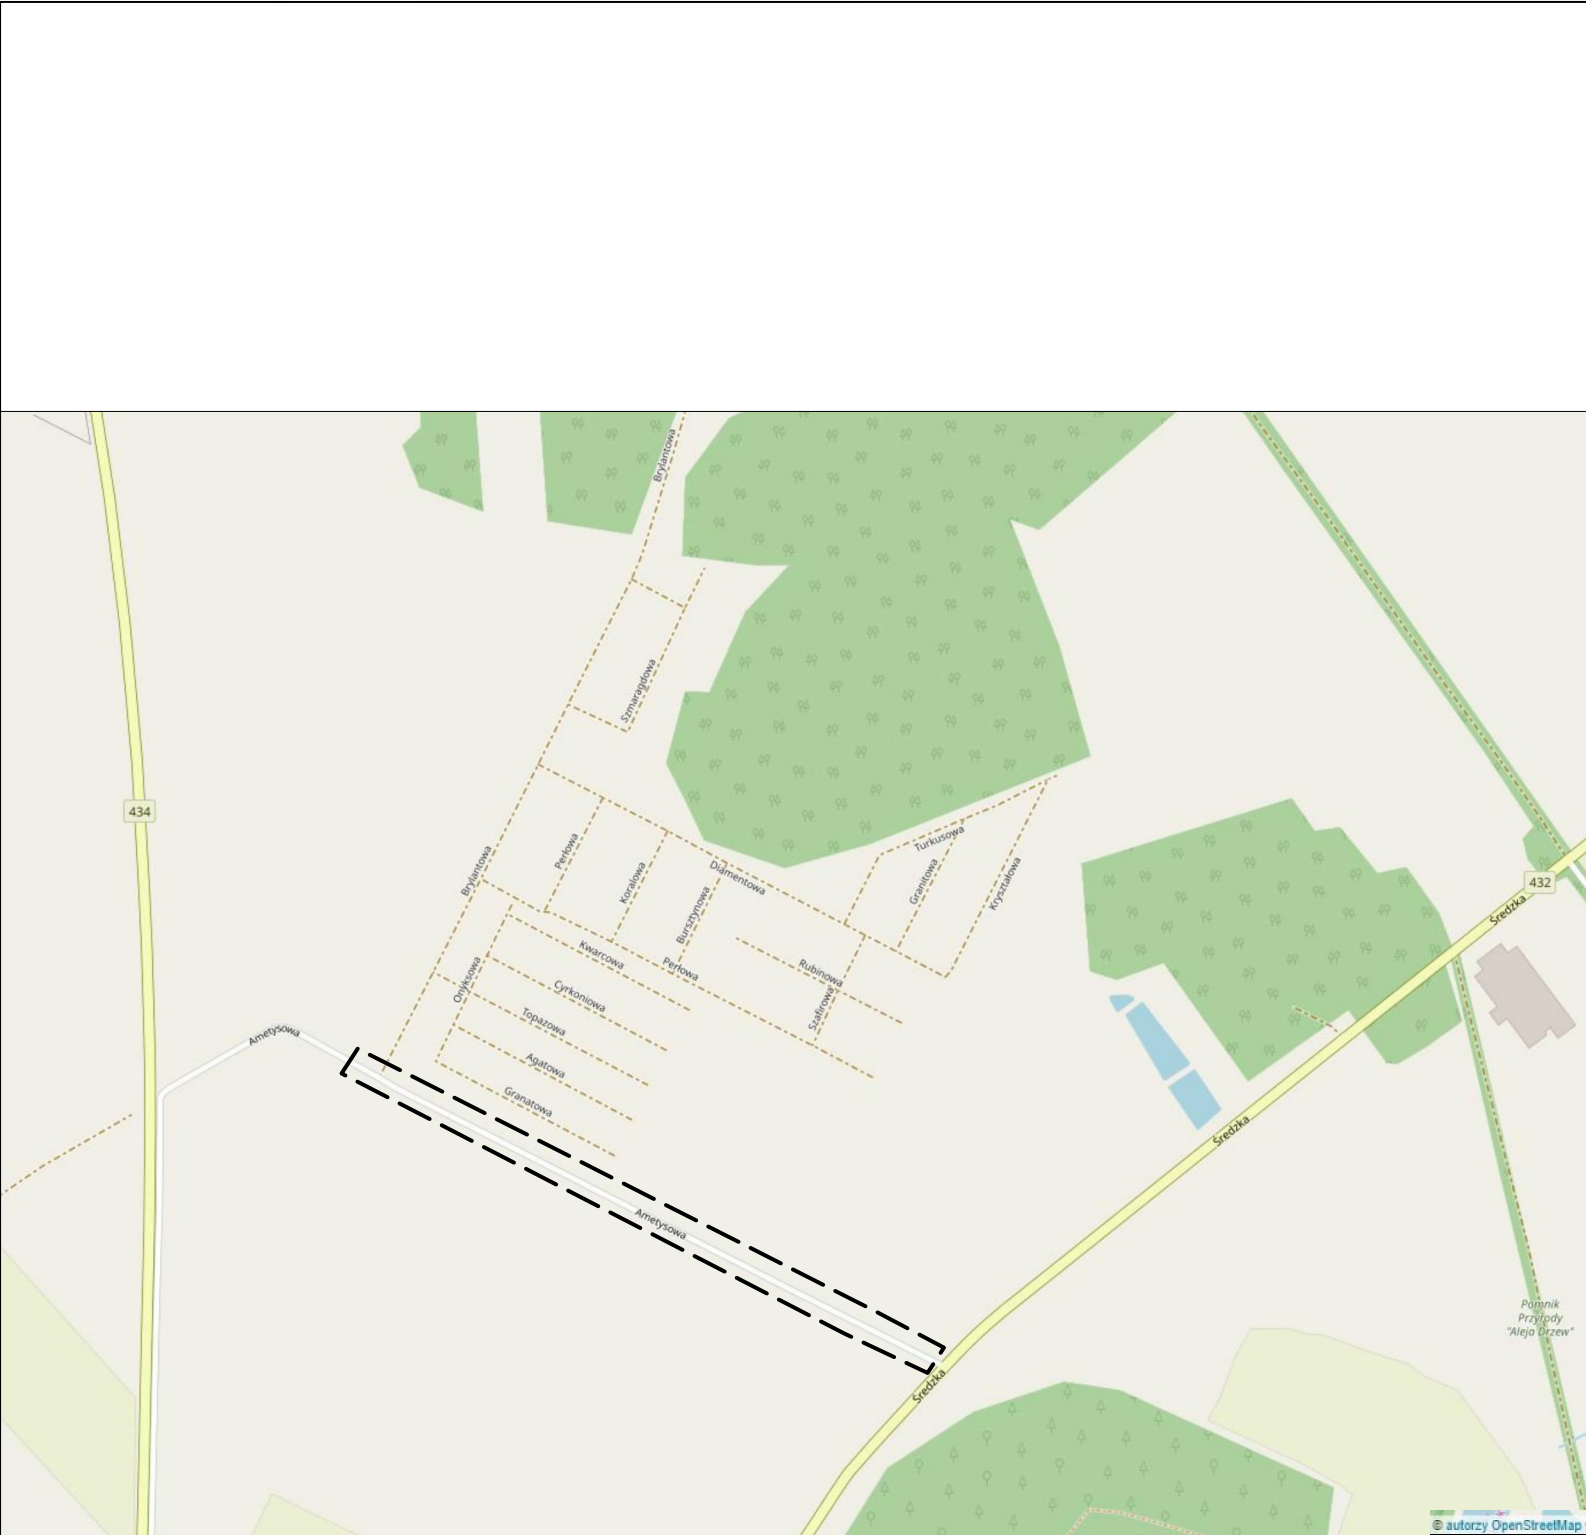 Brylantowa
Szmaragdowa
434
Turkusowa
Perłowa
Brylantowa
Koralowa
Diamentowa
Granitowa
Kryształowa
432
Średzka
Bursztynowa
Kwarcowa
Perłowa
Rubinowa
Onyksowa
Cyrkoniowa
Szafirowa
Topazowa
Ametysowa
Agatowa
Granatowa
Średzka
Ametysowa
Pomnik
Przyrody
"Aleja Drzew"
Średzka
© autorzy OpenStreetMap